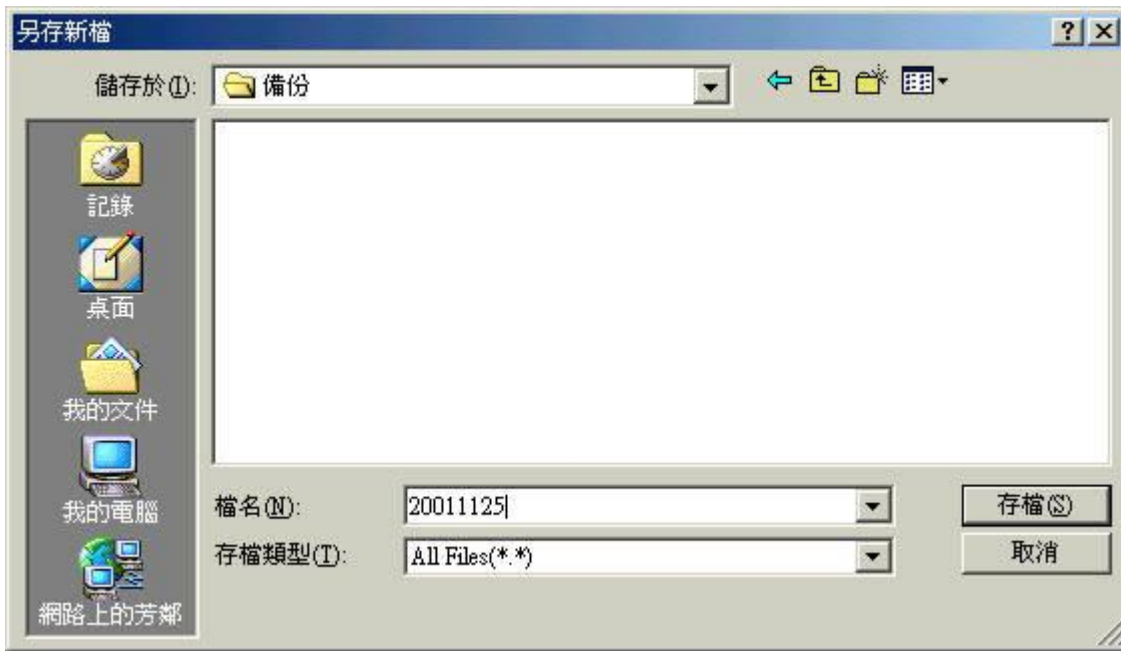 另存新檔
儲存於(I): 備份
記錄
桌面
我的文件
我的電腦
網路上的芳鄰
檔名(N): 20011125 存檔(S)
存檔類型(T): All Files(*.*) 取消